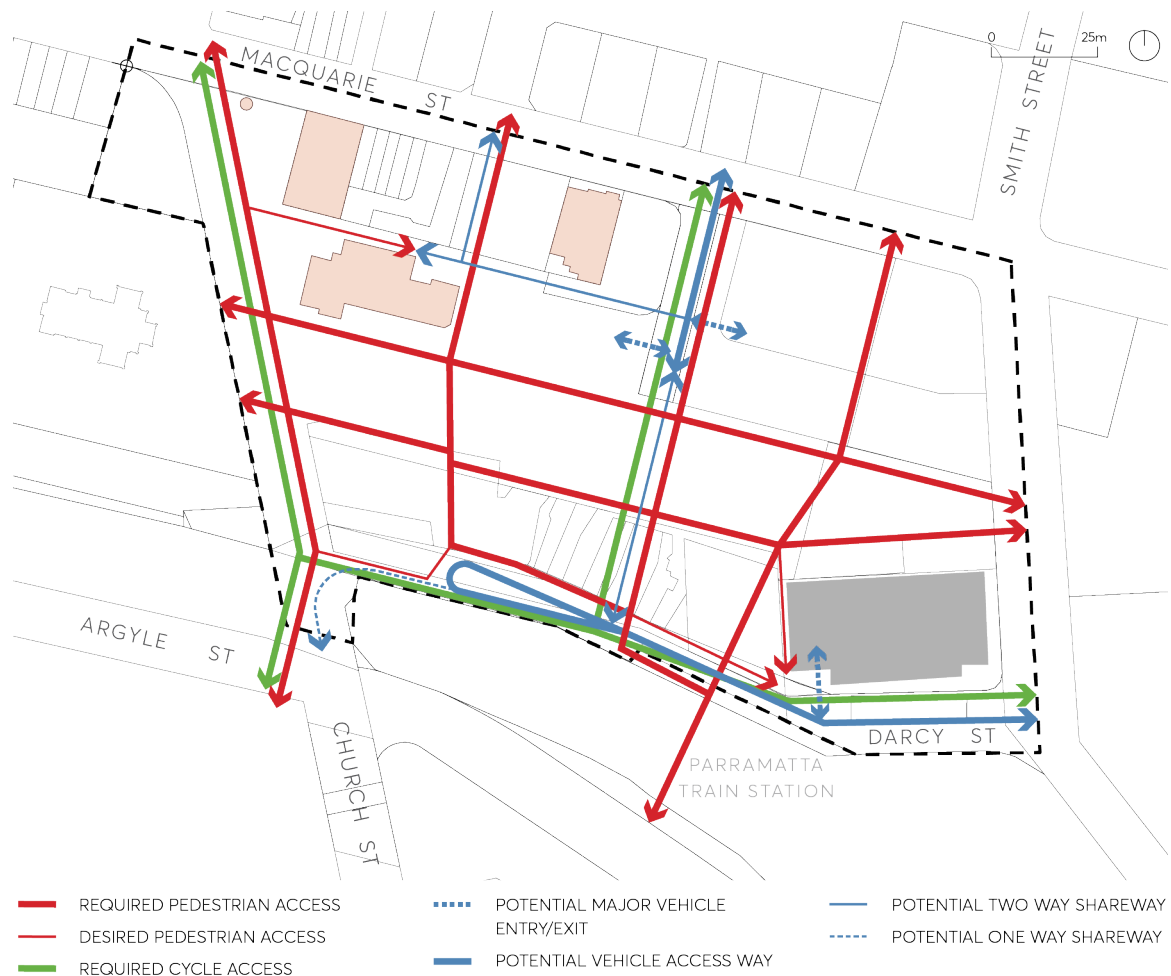 0 25m
MACQUARIE ST
SMITH STREET
ARGYLE ST
CHURCH ST
DARCY ST
PARRAMATTA
TRAIN STATION
REQUIRED PEDESTRIAN ACCESS
DESIRED PEDESTRIAN ACCESS
REQUIRED CYCLE ACCESS
POTENTIAL MAJOR VEHICLE
ENTRY/EXIT
POTENTIAL VEHICLE ACCESS WAY
POTENTIAL TWO WAY SHAREWAY
POTENTIAL ONE WAY SHAREWAY